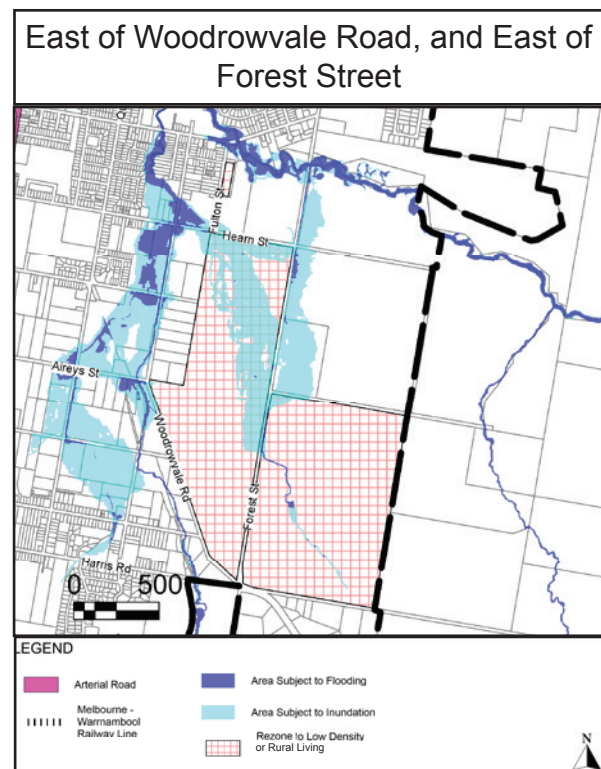 East of Woodrowvale Road, and East of
Forest Street
Fulton St
Hearn St
Aireys St
Woodrowvale Rd
Forest St
Harris Rd
0 500
LEGEND
Arterial Road
Area Subject to Flooding
Melbourne -
Warrnambool
Railway Line
Area Subject to Inundation
Rezone to Low Density
or Rural Living
N